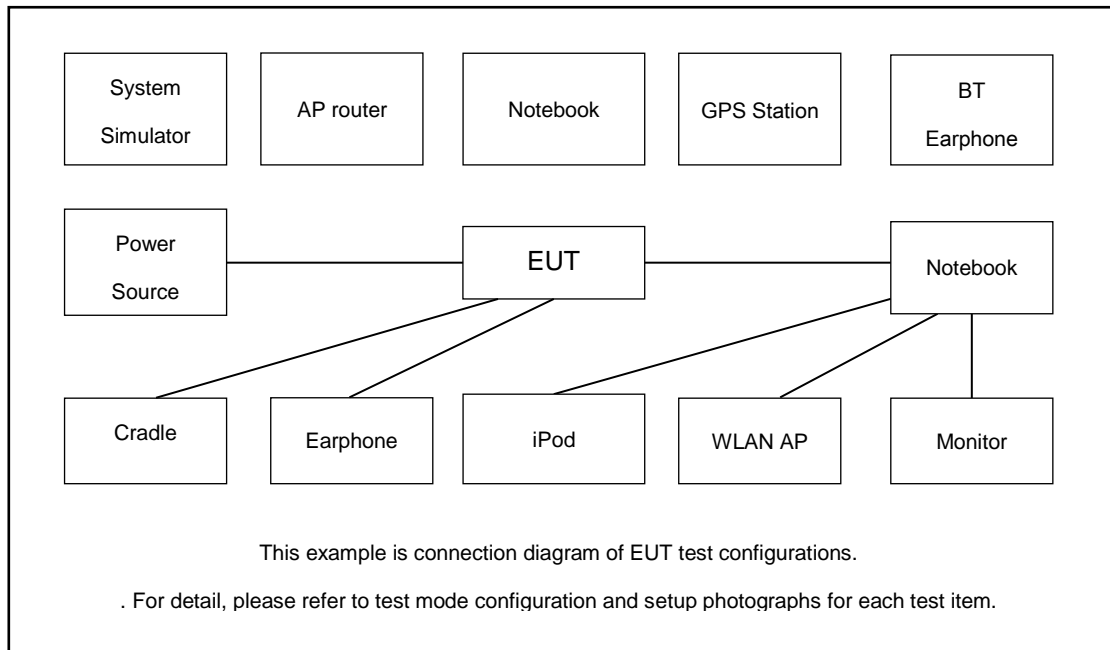 System
Simulator
AP router
Notebook
GPS Station
BT
Earphone
Power
Source
EUT
Notebook
Cradle
Earphone
iPod
WLAN AP
Monitor
This example is connection diagram of EUT test configurations.
. For detail, please refer to test mode configuration and setup photographs for each test item.